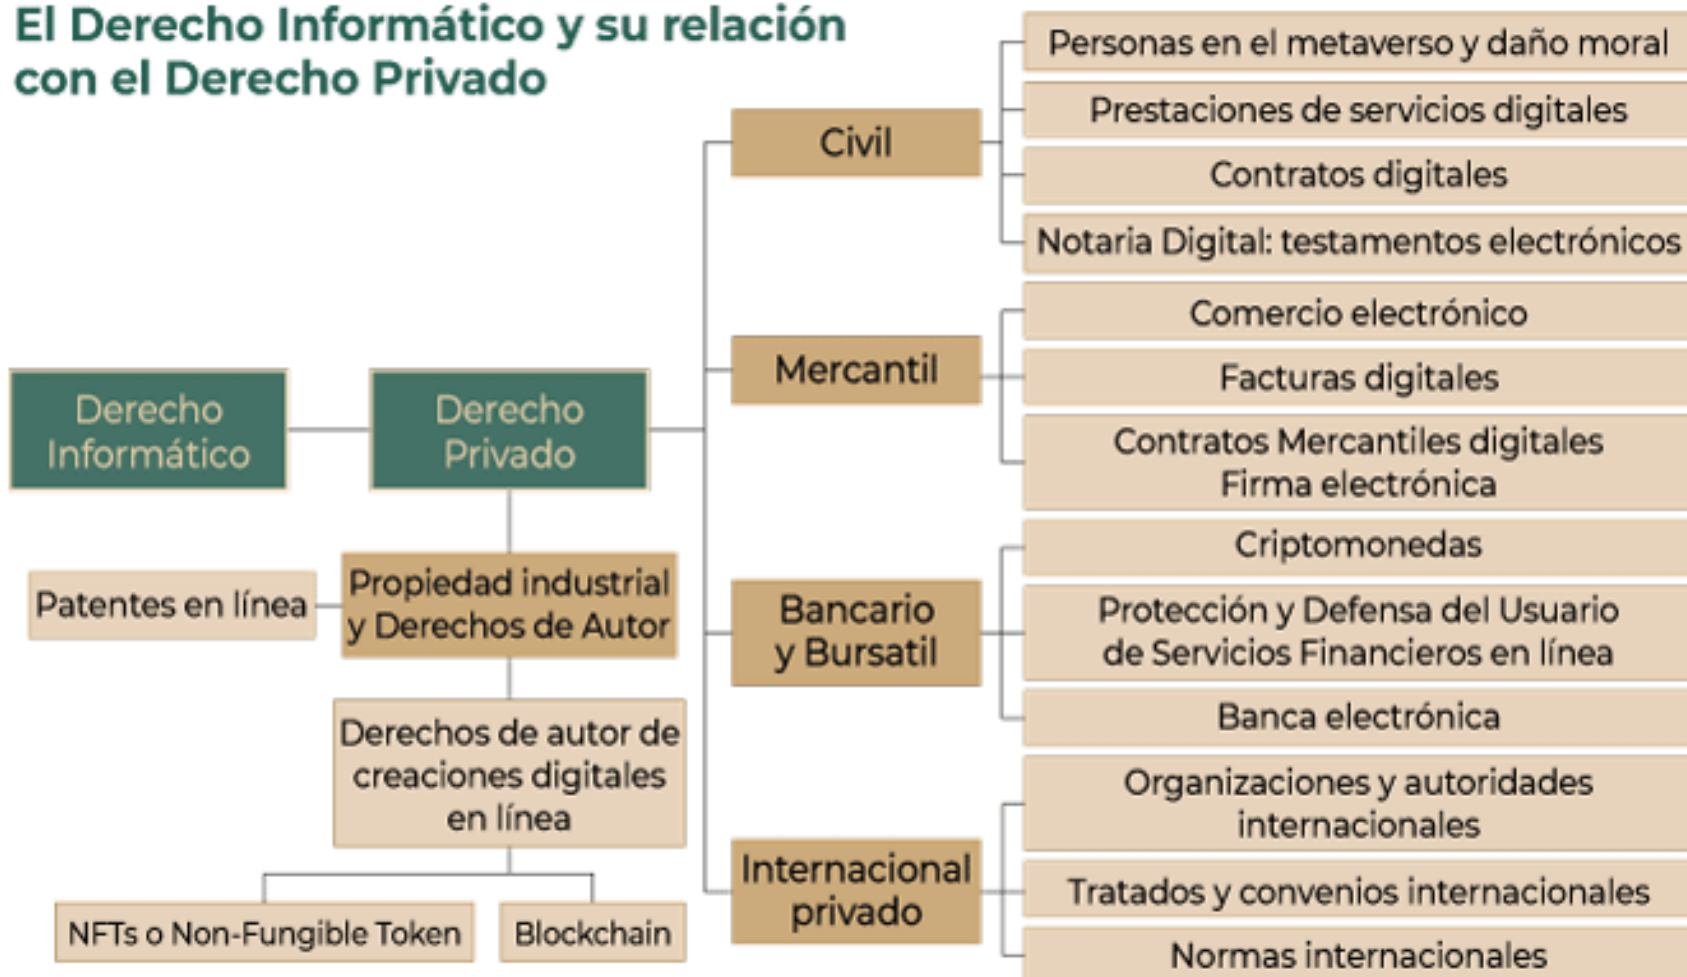 El Derecho Informático y su relación
con el Derecho Privado
Derecho
Informático
Derecho
Privado
Civil
Personas en el metaverso y daño moral
Prestaciones de servicios digitales
Contratos digitales
Notaria Digital: testamentos electrónicos
Mercantil
Comercio electrónico
Facturas digitales
Contratos Mercantiles digitales
Firma electrónica
Bancario
y Bursatil
Criptomonedas
Protección y Defensa del Usuario
de Servicios Financieros en línea
Banca electrónica
Internacional
privado
Organizaciones y autoridades
internacionales
Tratados y convenios internacionales
Normas internacionales
Propiedad industrial
y Derechos de Autor
Patentes en línea
Derechos de autor de
creaciones digitales
en línea
NFTs o Non-Fungible Token
Blockchain